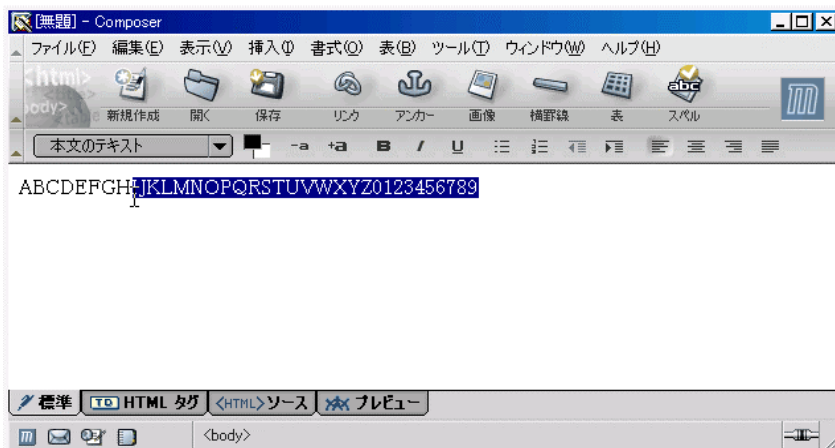 [無題] - Composer
ファイル(F) 編集(E) 表示(V) 挿入(I) 書式(O) 表(B) ツール(T) ウィンドウ(W) ヘルプ(H)
新規作成 開く 保存 リンク アンカー 画像 横罫線 表 スペル
本文のテキスト -a +a B I U
ABCDEFGHIJKLMNOPQRSTUVWXYZ0123456789
標準 TD HTML タグ <HTML>ソース プレビュー
<body>